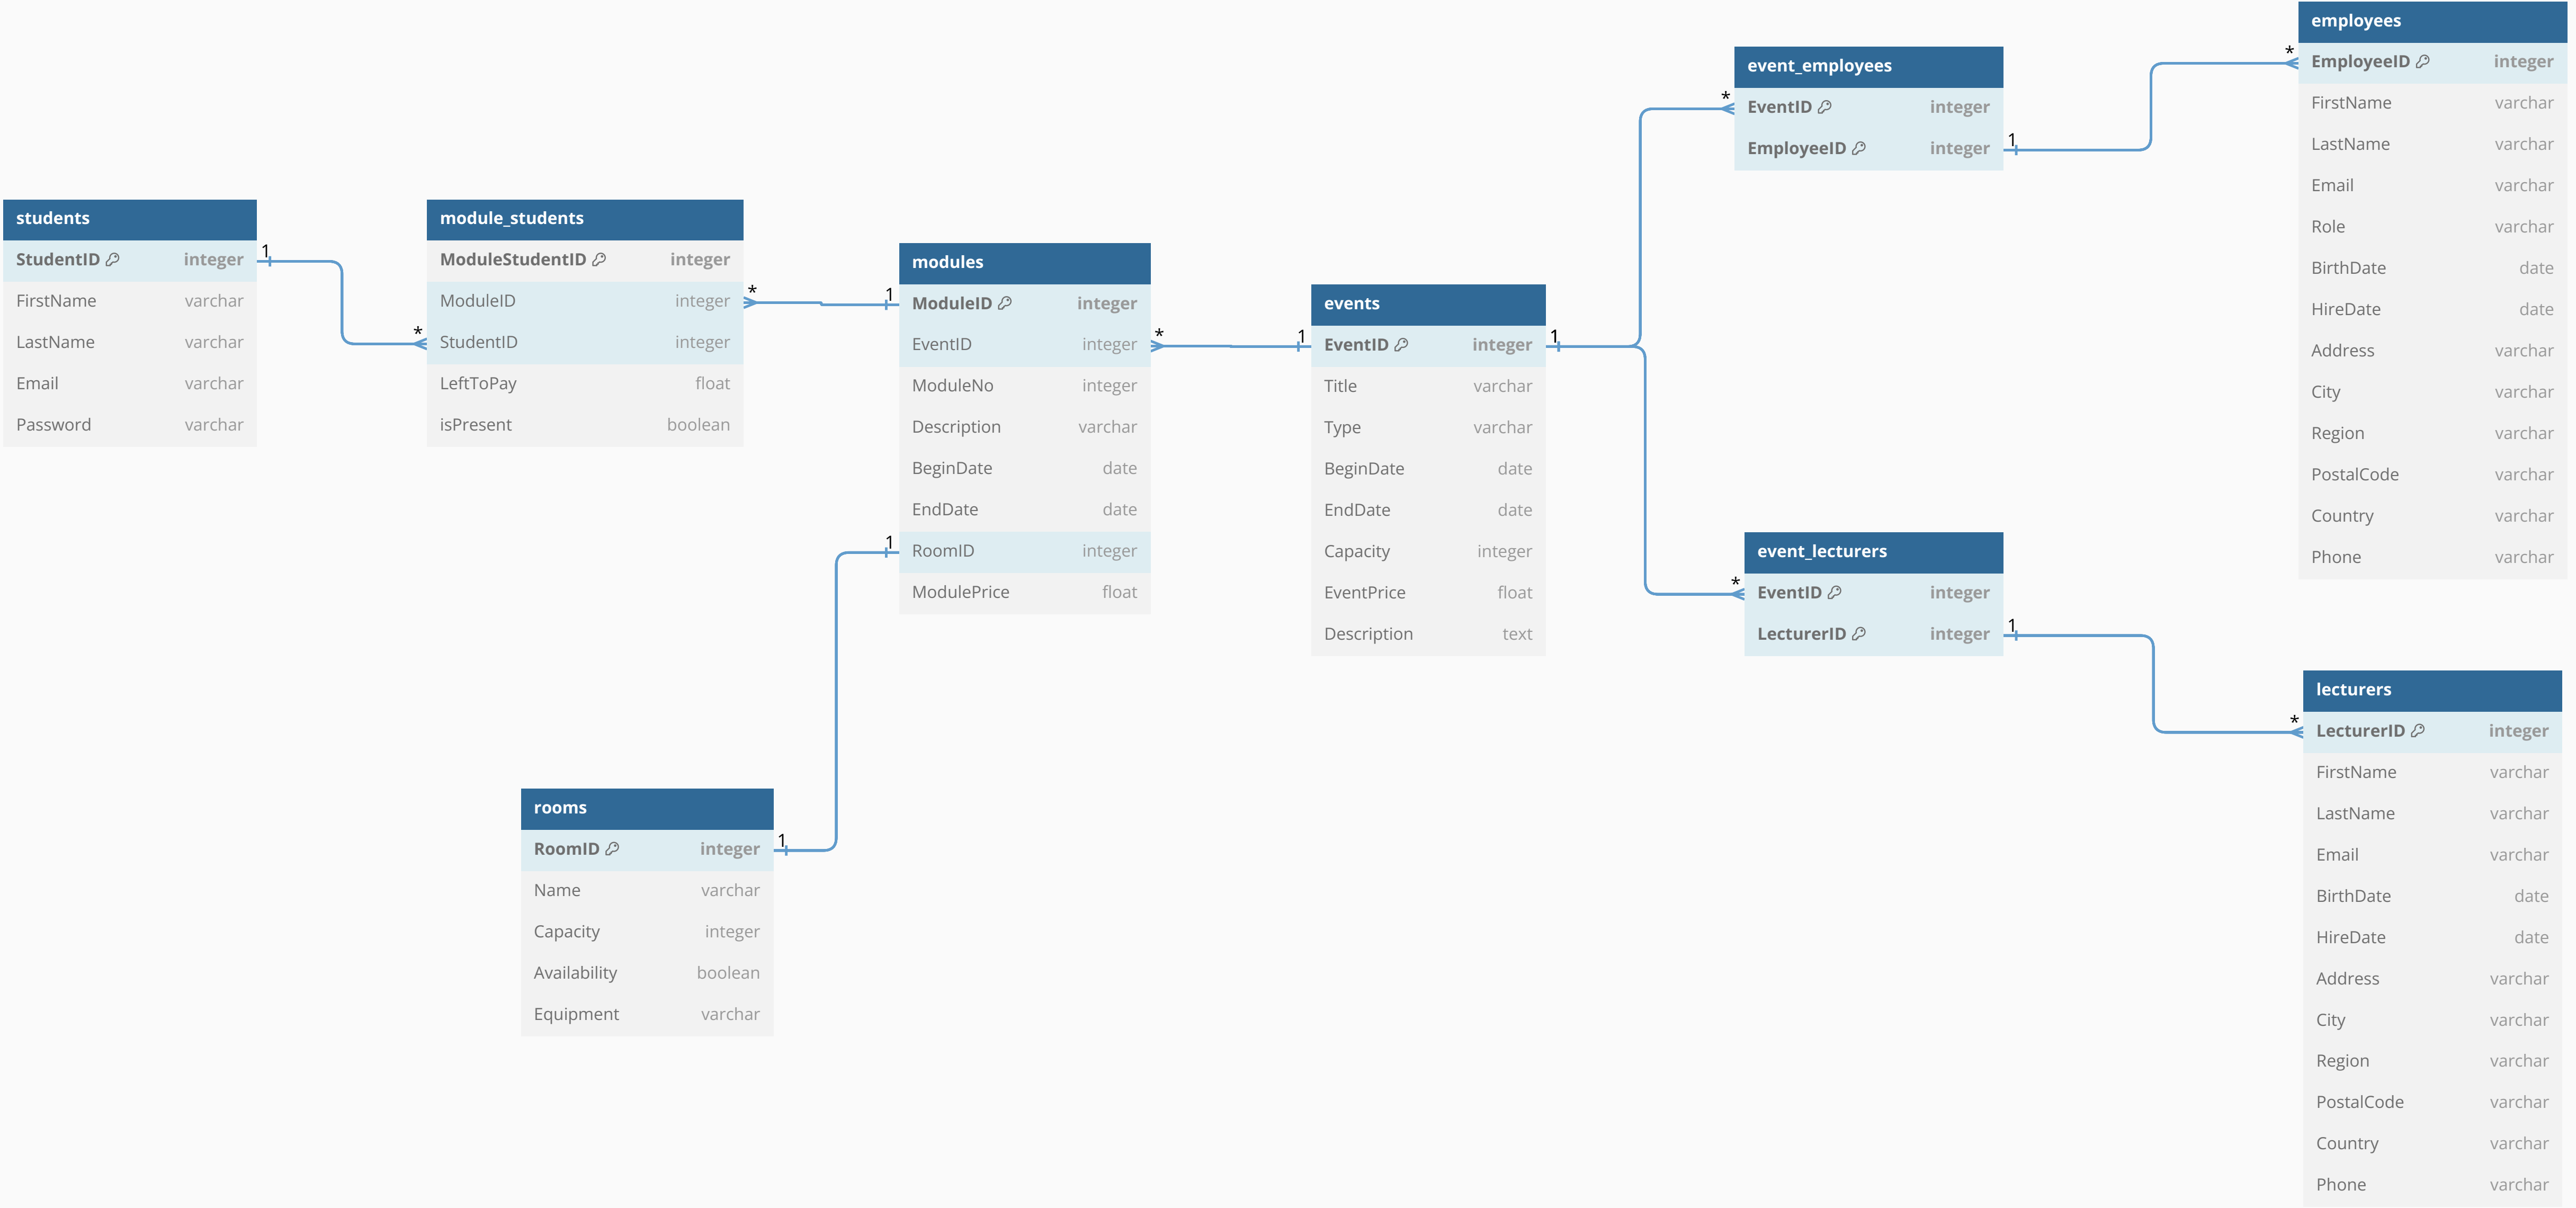 students
StudentID integer
FirstName varchar
LastName varchar
Email varchar
Password varchar
1
*
module_students
ModuleStudentID integer
ModuleID integer
StudentID integer
LeftToPay float
isPresent boolean
*
1
modules
ModuleID integer
EventID integer
ModuleNo integer
Description varchar
BeginDate date
EndDate date
RoomID integer
ModulePrice float
1
*
1
events
EventID integer
Title varchar
Type varchar
BeginDate date
EndDate date
Capacity integer
EventPrice float
Description text
1
*
event_employees
EventID integer
EmployeeID integer
1
*
employees
EmployeeID integer
FirstName varchar
LastName varchar
Email varchar
Role varchar
BirthDate date
HireDate date
Address varchar
City varchar
Region varchar
PostalCode varchar
Country varchar
Phone varchar
*
event_lecturers
EventID integer
LecturerID integer
1
*
lecturers
LecturerID integer
FirstName varchar
LastName varchar
Email varchar
BirthDate date
HireDate date
Address varchar
City varchar
Region varchar
PostalCode varchar
Country varchar
Phone varchar
rooms
RoomID integer
Name varchar
Capacity integer
Availability boolean
Equipment varchar
1